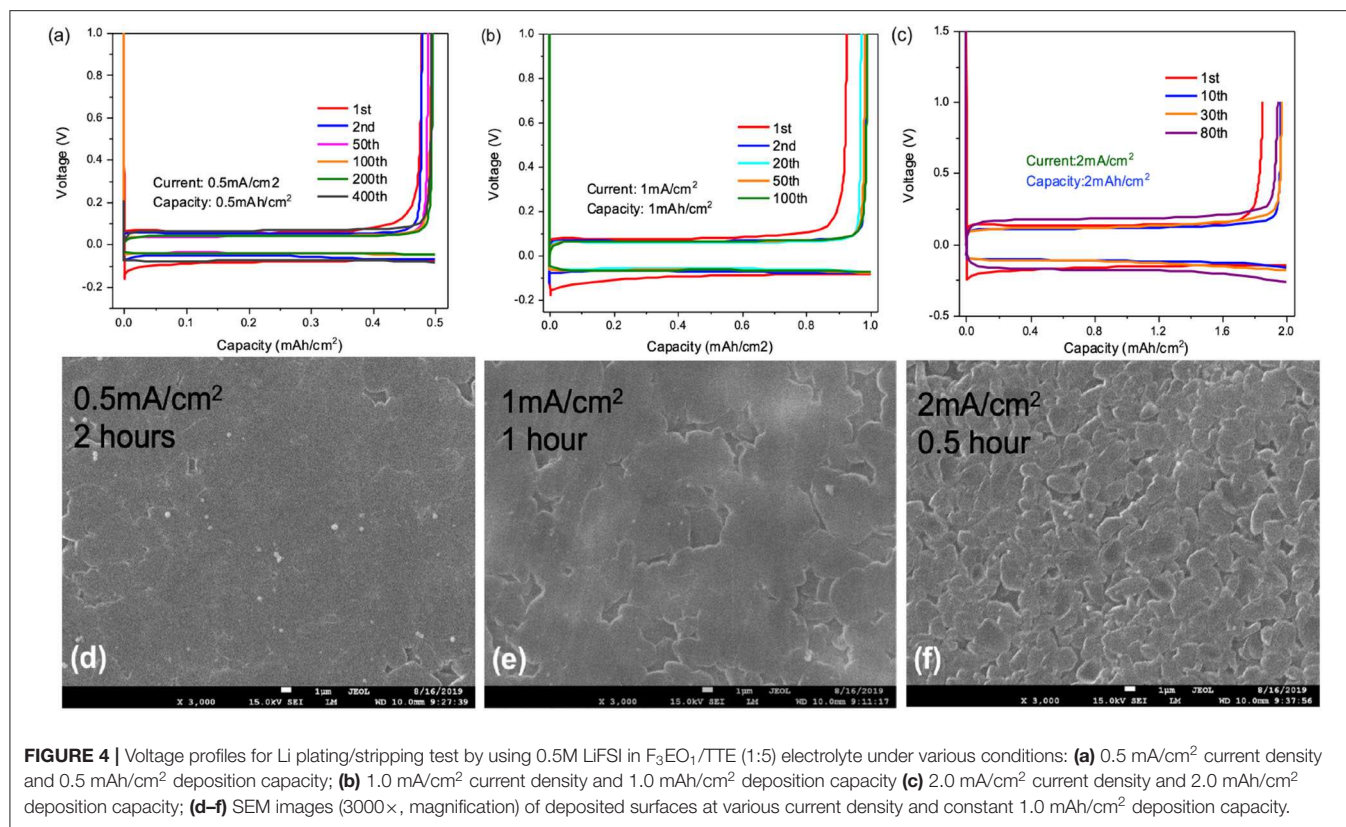 (a)
Voltage (V)
1.0
0.8
0.6
0.4
0.2
0.0
-0.2
1st
2nd
50th
100th
200th
400th
Current: 0.5mA/cm2
Capacity: 0.5mAh/cm²
0.0 0.1 0.2 0.3 0.4 0.5
Capacity (mAh/cm²)
(b)
Voltage (V)
1.0
0.8
0.6
0.4
0.2
0.0
-0.2
1st
2nd
20th
50th
100th
Current: 1mA/cm²
Capacity: 1mAh/cm²
0.0 0.2 0.4 0.6 0.8 1.0
Capacity (mAh/cm2)
(c)
Voltage (V)
1.5
1.0
0.5
0.0
-0.5
1st
10th
30th
80th
Current:2mA/cm²
Capacity:2mAh/cm²
0.0 0.4 0.8 1.2 1.6 2.0
Capacity (mAh/cm²)
0.5mA/cm²
2 hours
(d)
1µm JEOL 8/16/2019
X 3,000 15.0kV SEI LM WD 10.0mm 9:27:39
1mA/cm²
1 hour
(e)
1µm JEOL 8/16/2019
X 3,000 15.0kV SEI LM WD 10.0mm 9:11:17
2mA/cm²
0.5 hour
(f)
1µm JEOL 8/16/2019
X 3,000 15.0kV SEI LM WD 10.0mm 9:37:56
FIGURE 4 | Voltage profiles for Li plating/stripping test by using 0.5M LiFSI in F₃EO₁/TTE (1:5) electrolyte under various conditions: (a) 0.5 mA/cm² current density
and 0.5 mAh/cm² deposition capacity; (b) 1.0 mA/cm² current density and 1.0 mAh/cm² deposition capacity (c) 2.0 mA/cm² current density and 2.0 mAh/cm²
deposition capacity; (d–f) SEM images (3000×, magnification) of deposited surfaces at various current density and constant 1.0 mAh/cm² deposition capacity.